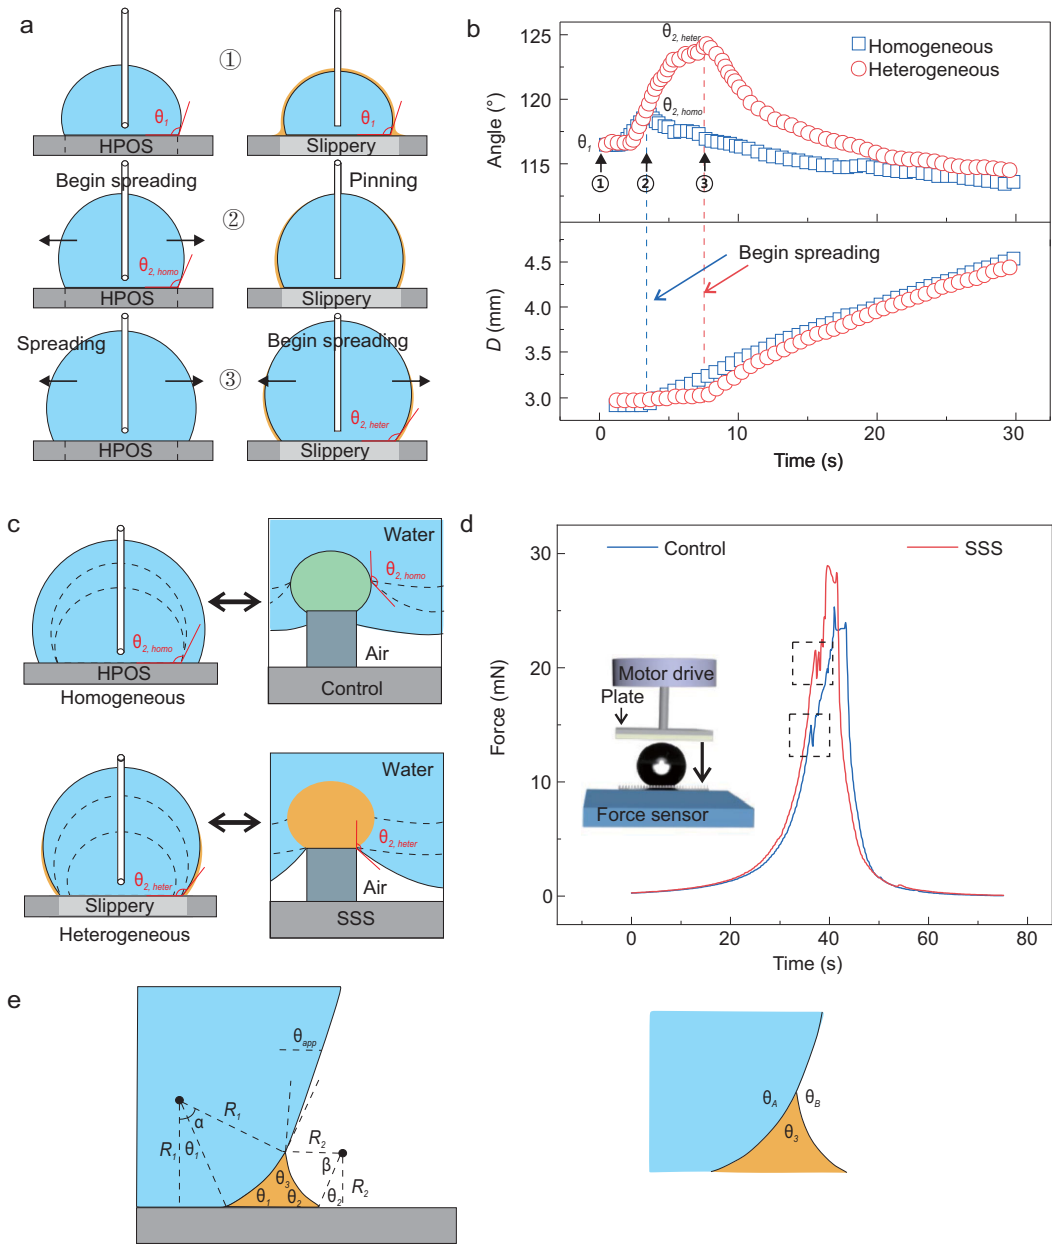 a
①
θ1
θ1
HPOS
Slippery
Begin spreading
Pinning
②
θ2, homo
HPOS
Slippery
Spreading
Begin spreading
③
θ2, heter
HPOS
Slippery
b
125
120
115
Angle (°)
θ2, heter
Homogeneous
Heterogeneous
θ2, homo
θ1
①
②
③
Begin spreading
4.5
4.0
3.5
3.0
D (mm)
0
10
20
30
Time (s)
c
θ2, homo
HPOS
Homogeneous
Water
θ2, homo
Air
Control
θ2, heter
Slippery
Heterogeneous
Water
θ2, heter
Air
SSS
d
Control
SSS
30
20
10
0
Force (mN)
Motor drive
Plate
Force sensor
0
20
40
60
80
Time (s)
e
θapp
R1
α
R1
θ1
R2
β
θ3
θ1
θ2
θ2
R2
θA
θB
θ3